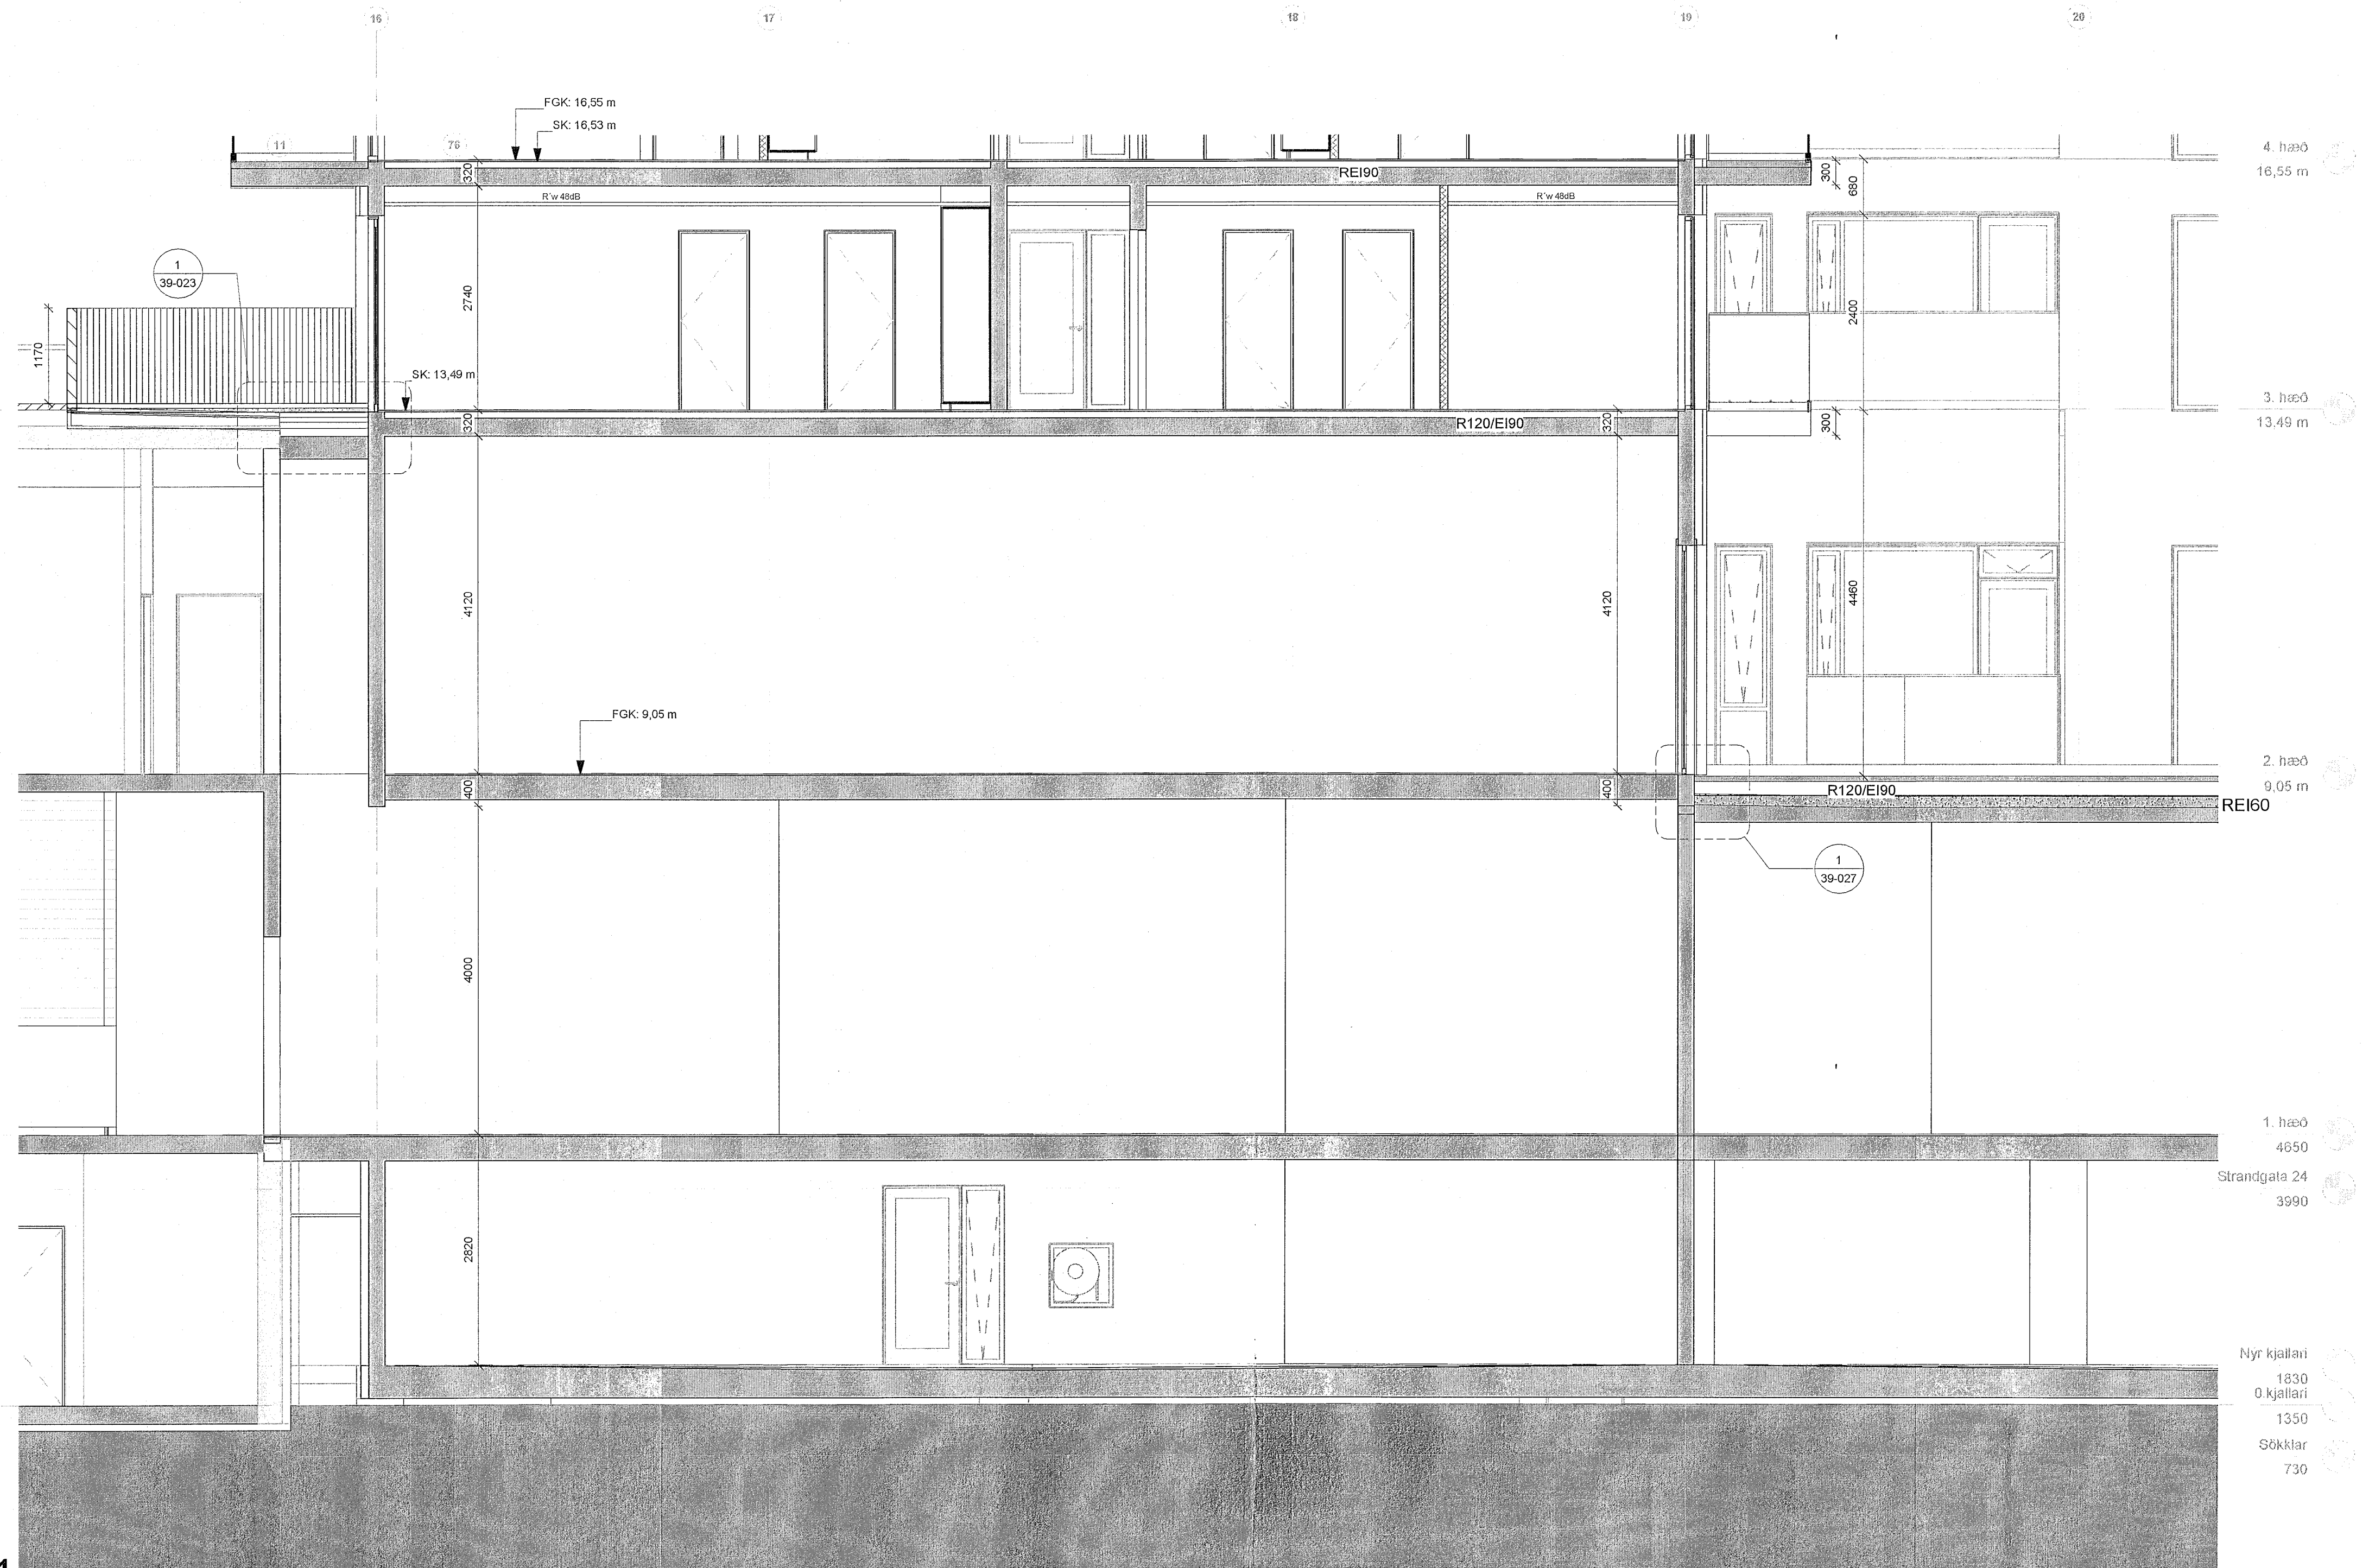 16
17
18
19
20
FGK: 16,55 m
SK: 16,53 m
11
76
4. hæð
16,55 m
320
REI90
300
680
R'w 48dB
R'w 48dB
1
39-023
2740
2400
1170
SK: 13,49 m
3. hæð
13,49 m
320
R120/EI90
320
300
4120
4120
4460
FGK: 9,05 m
2. hæð
9,05 m
400
400
R120/EI90
REI60
1
39-027
4000
1. hæð
4650
Strandgata 24
3990
2820
Nyr kjallari
1830
0.kjallari
1350
Sökklar
730